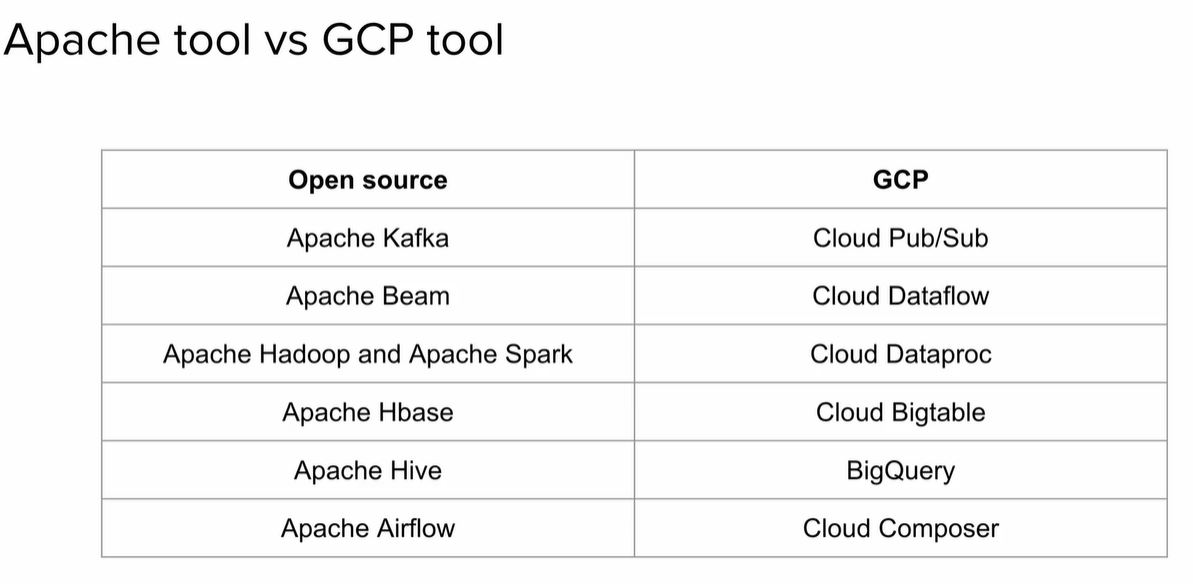 Apache tool vs GCP tool
Open source GCP
Apache Kafka Cloud Pub/Sub
Apache Beam Cloud Dataflow
Apache Hadoop and Apache Spark Cloud Dataproc
Apache Hbase Cloud Bigtable
Apache Hive BigQuery
Apache Airflow Cloud Composer